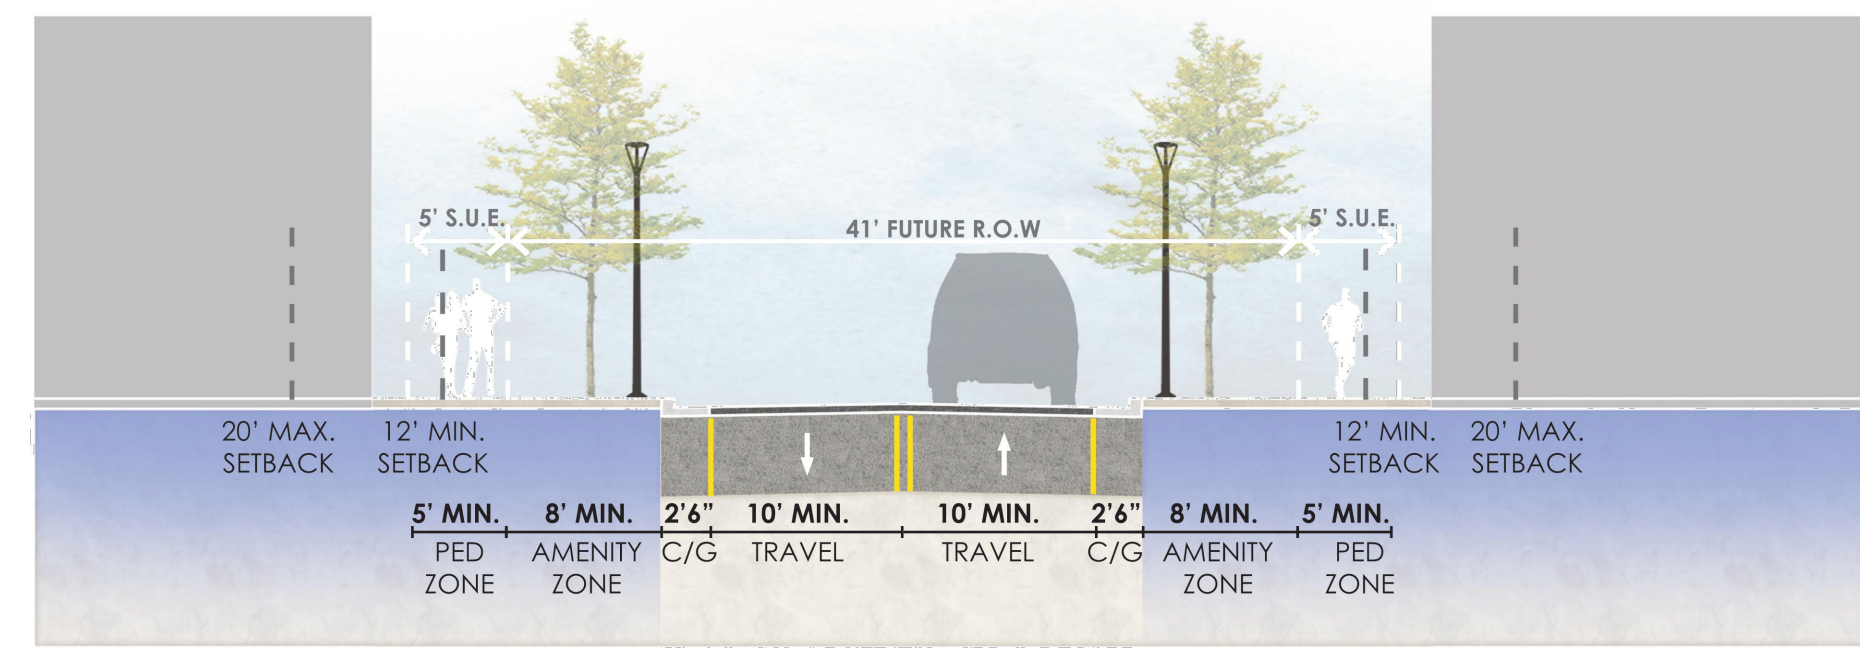 5’ S.U.E.
41’ FUTURE R.O.W
5’ S.U.E.
20’ MAX.
SETBACK
12’ MIN.
SETBACK
12’ MIN.
SETBACK
20’ MAX.
SETBACK
5’ MIN.
8’ MIN.
2’6”
10’ MIN.
10’ MIN.
2’6”
8’ MIN.
5’ MIN.
PED
ZONE
AMENITY
ZONE
C/G
TRAVEL
TRAVEL
C/G
AMENITY
ZONE
PED
ZONE